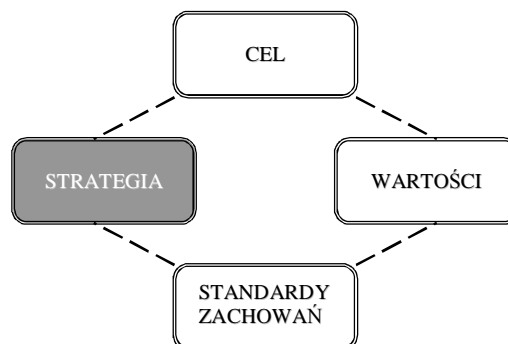 CEL
STRATEGIA
WARTOŚCI
STANDARDY
ZACHOWAŃ